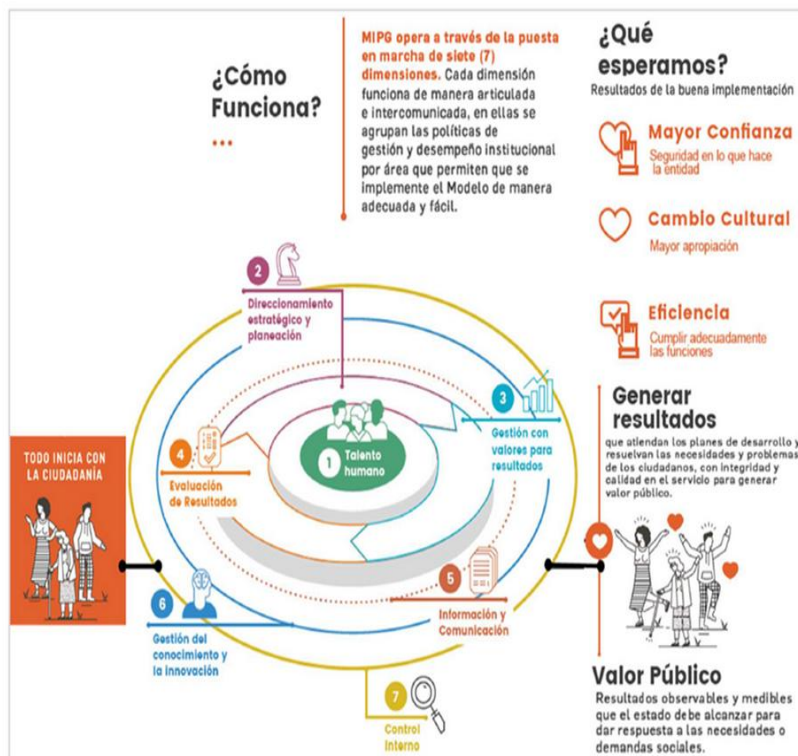 ¿Cómo
Funciona?
MIPG opera a través de la puesta
en marcha de siete (7)
dimensiones. Cada dimensión
funciona de manera articulada
e intercomunicada, en ellas se
agrupan las políticas de
gestión y desempeño institucional
por área que permiten que se
implemente el Modelo de manera
adecuada y fácil.
¿Qué
esperamos?
Resultados de la buena implementación
Mayor Confianza
Seguridad en lo que hace
la entidad
Cambio Cultural
Mayor apropiación
Eficiencia
Cumplir adecuadamente
las funciones
Generar
resultados
que atiendan los planes de desarrollo y
resuelvan las necesidades y problemas
de los ciudadanos, con integridad y
calidad en el servicio para generar
valor público.
Valor Público
Resultados observables y medibles
que el estado debe alcanzar para
dar respuesta a las necesidades o
demandas sociales.
TODO INICIA CON
LA CIUDADANÍA
1
Talento
humano
2
Direccionamiento
estratégico y
planeación
3
Gestión con
valores para
resultados
4
Evaluación
de Resultados
5
Información y
Comunicación
6
Gestión del
conocimiento y
la innovación
7
Control
Interno